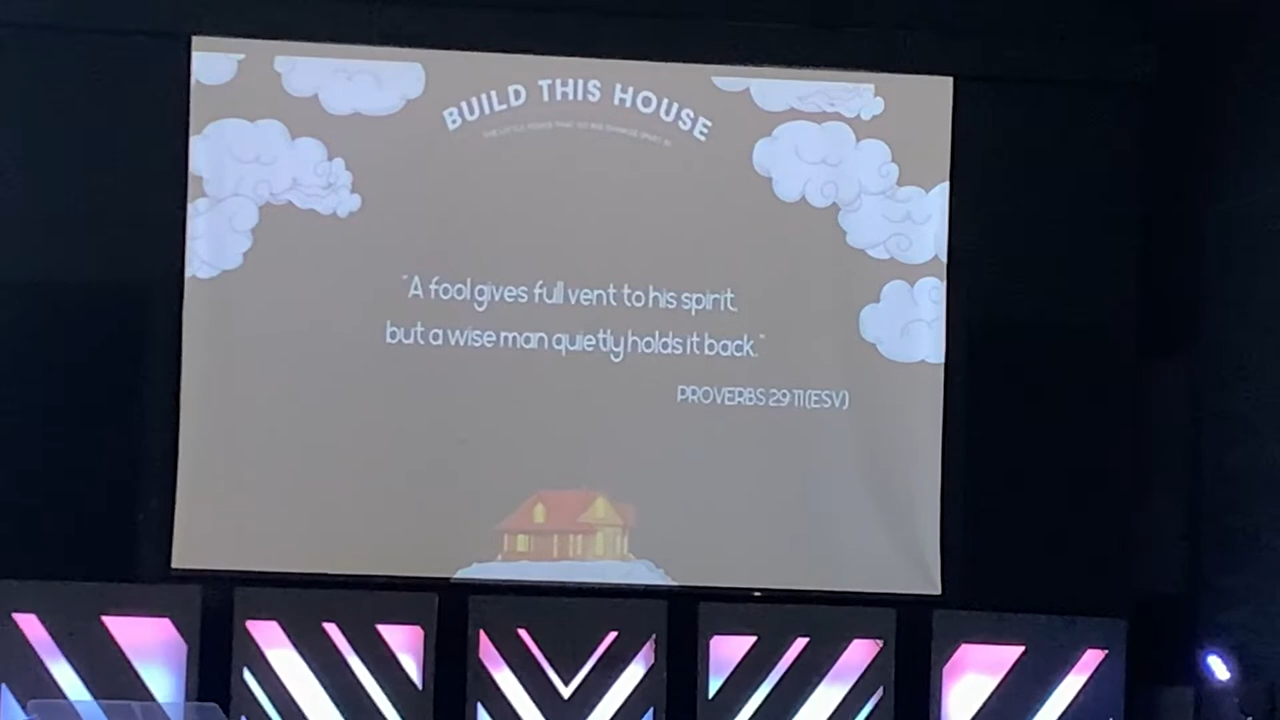 BUILD THIS HOUSE
"A fool gives full vent to his spirit,
but a wise man quietly holds it back."
PROVERBS 29:11 (ESV)